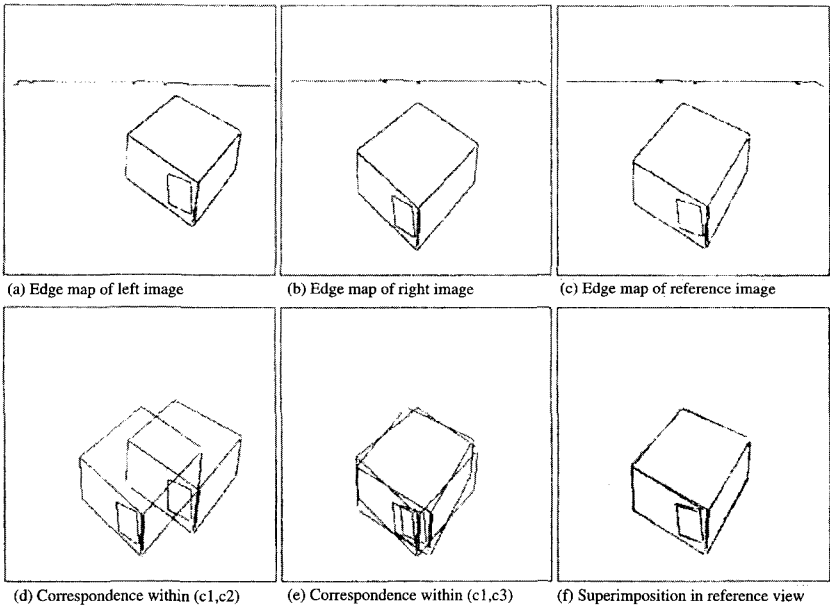 (a) Edge map of left image
(b) Edge map of right image
(c) Edge map of reference image
(d) Correspondence within (c1,c2)
(e) Correspondence within (c1,c3)
(f) Superimposition in reference view